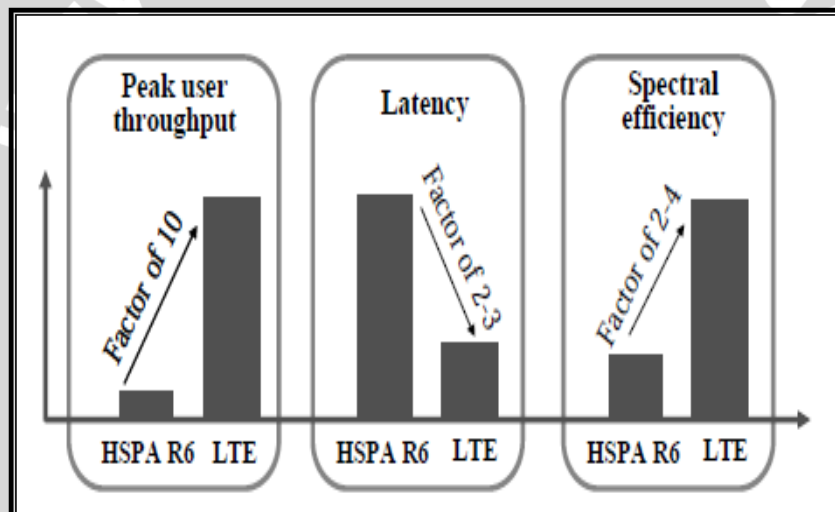 Peak user
throughput
Factor of 10
HSPA R6 LTE
Latency
Factor of 2-3
HSPA R6 LTE
Spectral
efficiency
Factor of 2-4
HSPA R6 LTE